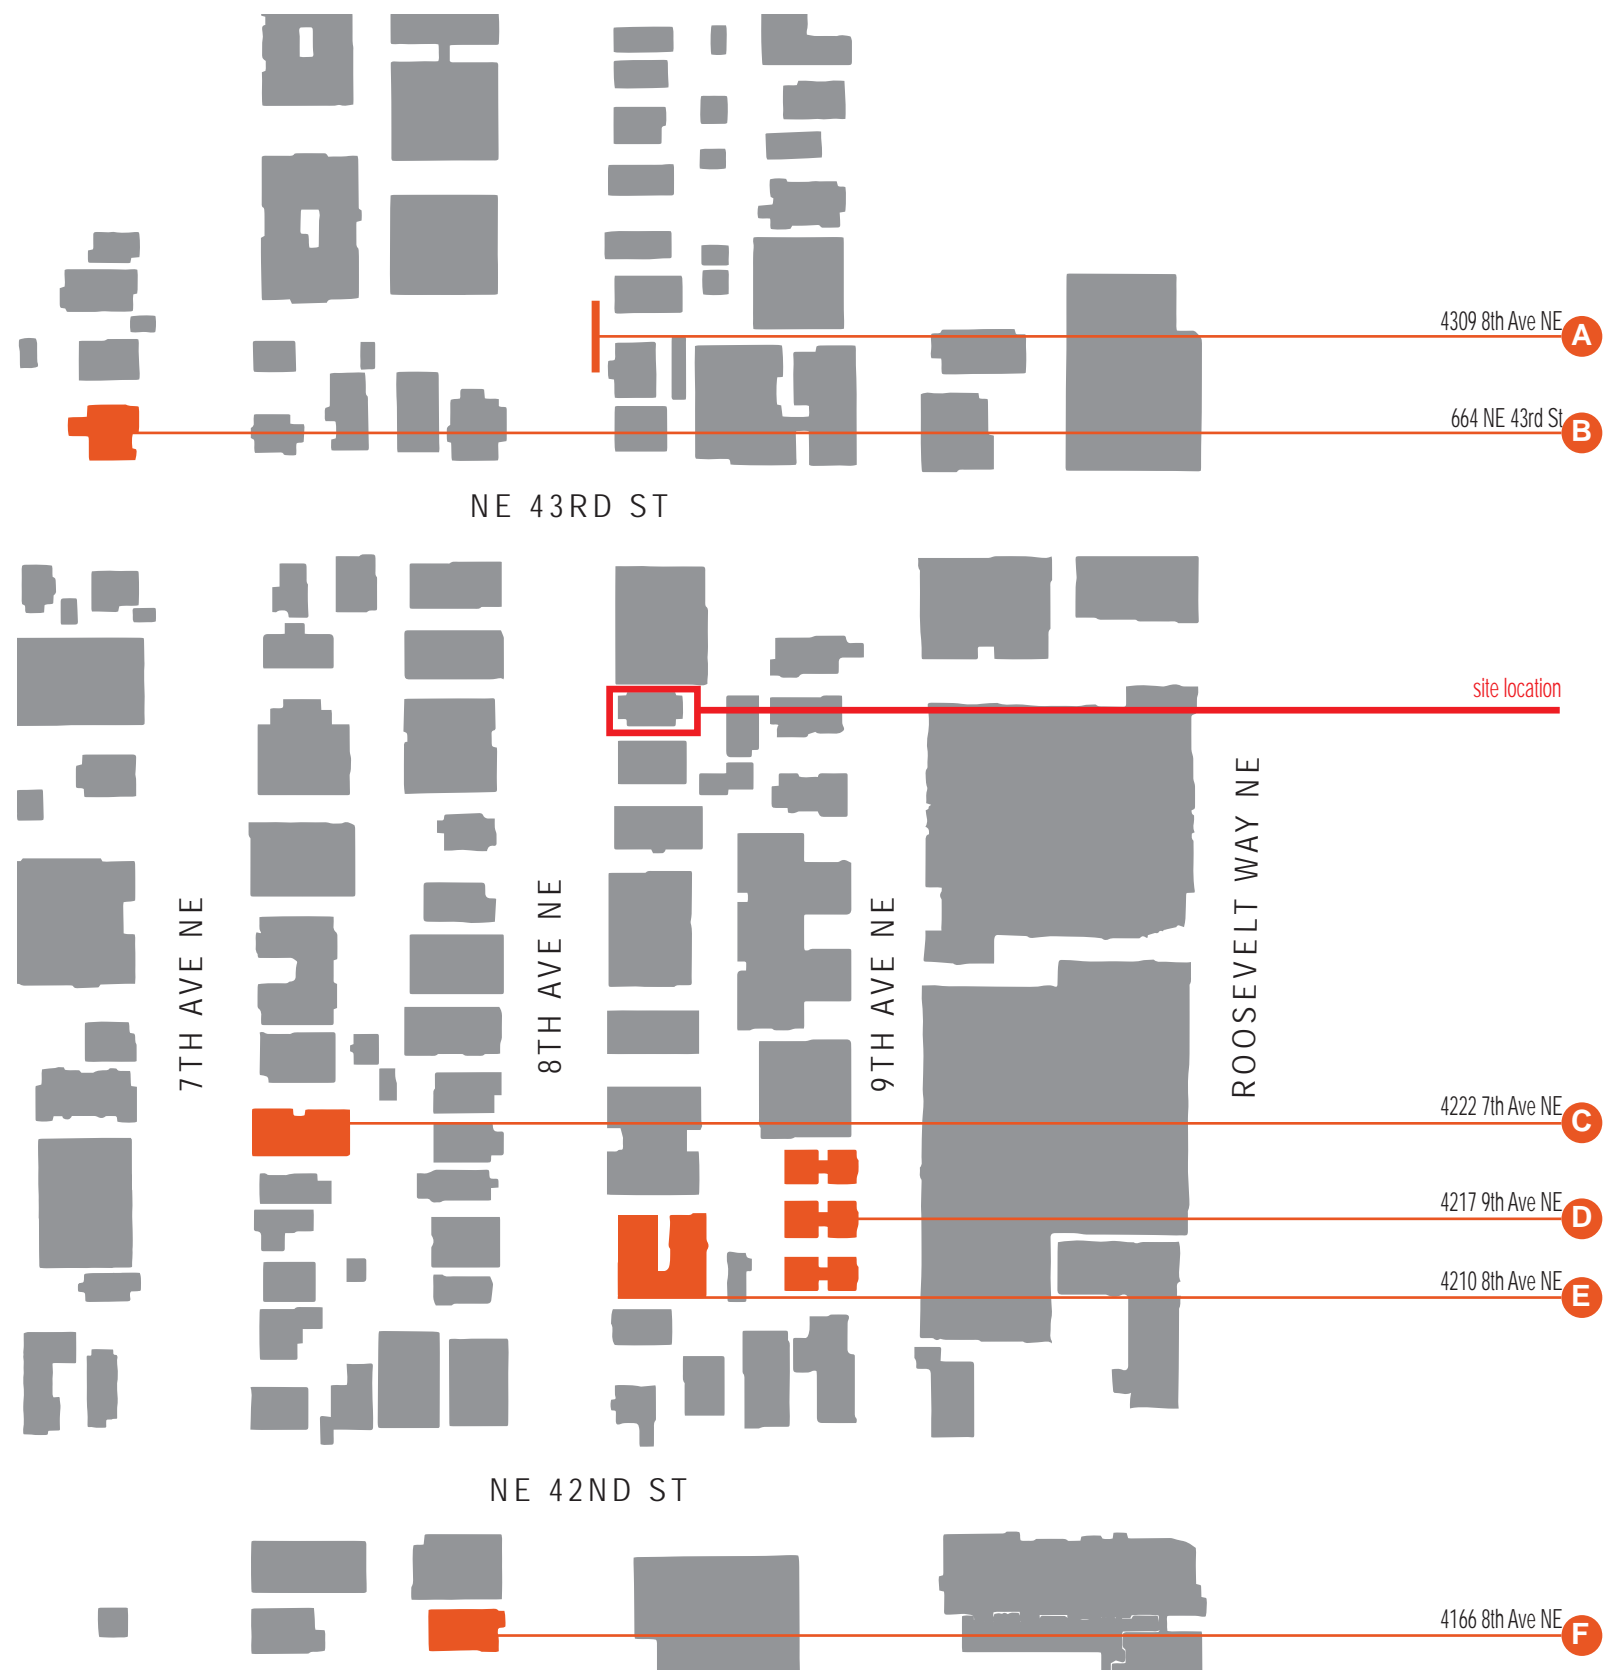 4309 8th Ave NE A
664 NE 43rd St B
NE 43RD ST
site location
7TH AVE NE
8TH AVE NE
9TH AVE NE
ROOSEVELT WAY NE
4222 7th Ave NE C
4217 9th Ave NE D
4210 8th Ave NE E
NE 42ND ST
4166 8th Ave NE F